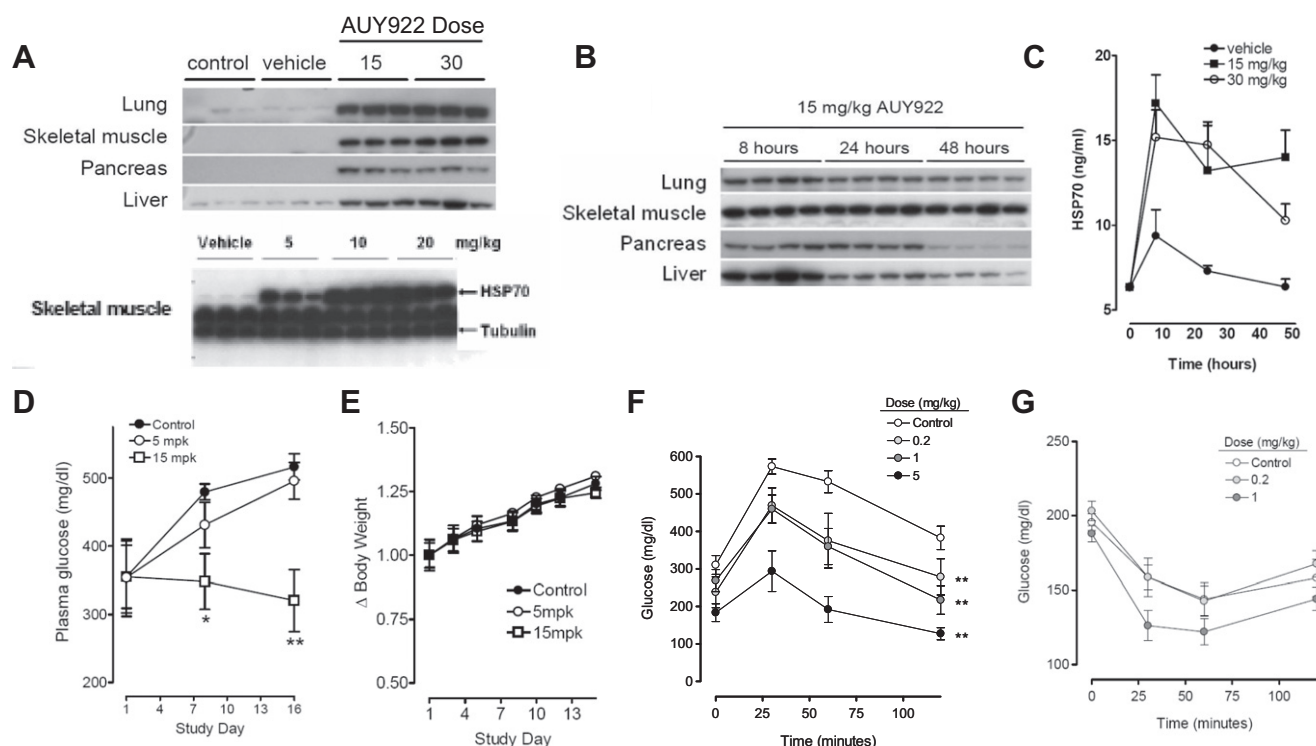 A
AUY922 Dose
control vehicle 15 30
Lung
Skeletal muscle
Pancreas
Liver
Vehicle 5 10 20 mg/kg
Skeletal muscle
HSP70
Tubulin
B
15 mg/kg AUY922
8 hours 24 hours 48 hours
Lung
Skeletal muscle
Pancreas
Liver
C
vehicle
15 mg/kg
30 mg/kg
20
15
10
5
HSP70 (ng/ml)
0 10 20 30 40 50
Time (hours)
D
Control
5 mpk
15 mpk
500
400
300
200
Plasma glucose (mg/dl)
*
**
1 4 7 10 13 16
Study Day
E
1.50
1.25
1.00
0.75
0.50
Δ Body Weight
Control
5mpk
15mpk
1 4 7 10 13
Study Day
F
Dose (mg/kg)
Control
0.2
1
5
600
500
400
300
200
100
0
Glucose (mg/dl)
**
**
**
0 25 50 75 100
Time (minutes)
G
Dose (mg/kg)
Control
0.2
1
250
200
150
100
Glucose (mg/dl)
0 25 50 75 100
Time (minutes)